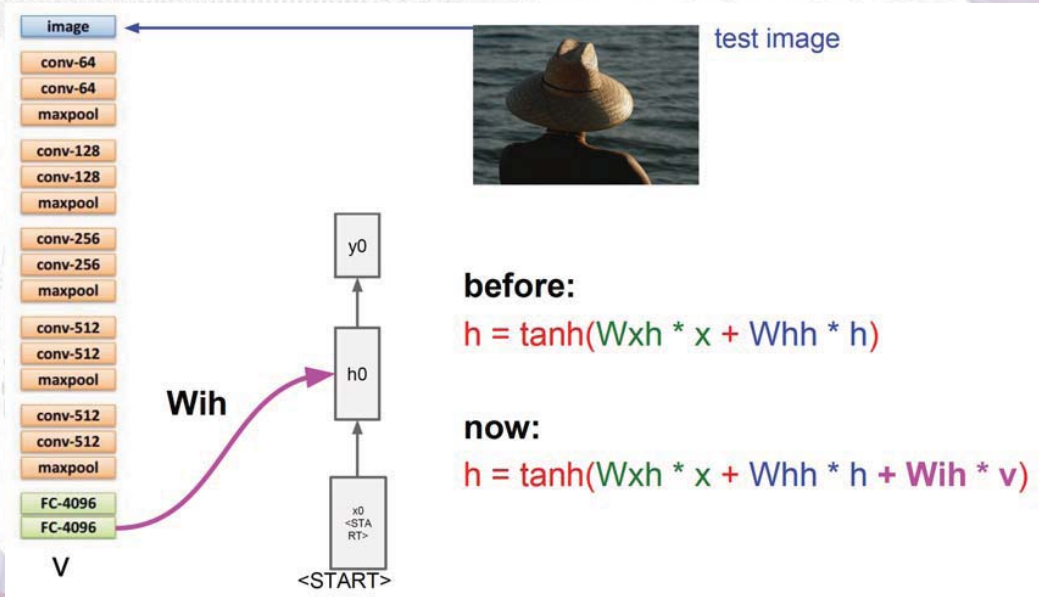 image
test image
conv-64
conv-64
maxpool
conv-128
conv-128
maxpool
conv-256
conv-256
maxpool
conv-512
conv-512
maxpool
conv-512
conv-512
maxpool
FC-4096
FC-4096
v
Wih
y0
h0
x0
<STA
RT>
<START>
before:
h = tanh(Wxh * x + Whh * h)
now:
h = tanh(Wxh * x + Whh * h + Wih * v)